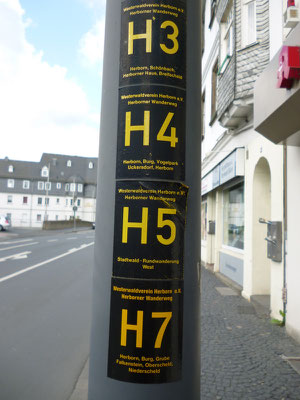 Westerwaldverein Herborn e.V.
Herborner Wanderweg
H3
Herborn, Schönbach,
Herborner Haus, Breitscheid
Westerwaldverein Herborn e.V.
Herborner Wanderweg
H4
Herborn, Burg, Vogelpark
Uckersdorf, Herborn
Westerwaldverein Herborn e.V.
Herborner Wanderweg
H5
Stadtwald - Rundwanderung
West
Westerwaldverein Herborn e.V.
Herborner Wanderweg
H7
Herborn, Burg, Grube
Falkenstein, Oberscheld,
Niederscheld